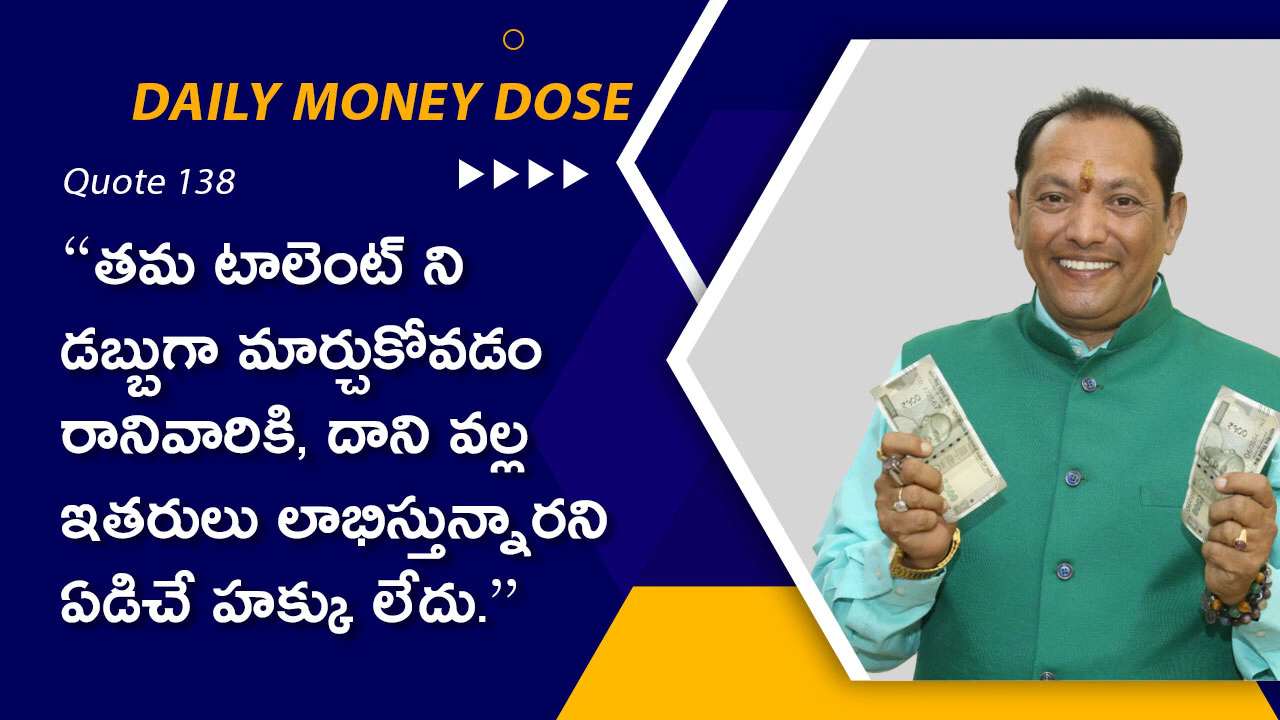 DAILY MONEY DOSE
Quote 138
“తమ టాలెంట్ ని
డబ్బుగా మార్చుకోవడం
రానివారికి, దాని వల్ల
ఇతరులు లాభిస్తున్నారని
ఏడిచే హక్కు లేదు.”